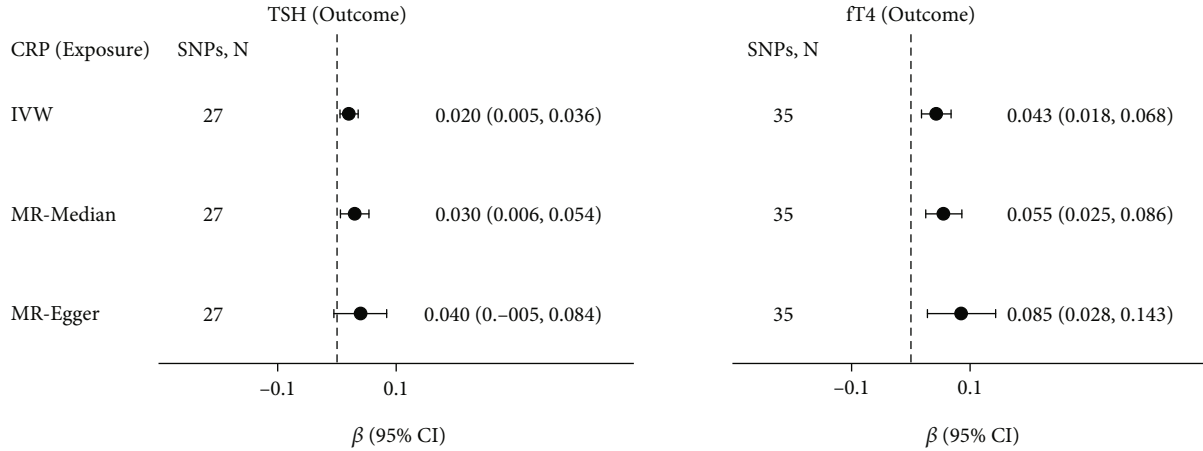 TSH (Outcome) fT4 (Outcome)
CRP (Exposure) SNPs, N SNPs, N
IVW 27 0.020 (0.005, 0.036) 35 0.043 (0.018, 0.068)
MR-Median 27 0.030 (0.006, 0.054) 35 0.055 (0.025, 0.086)
MR-Egger 27 0.040 (0.–005, 0.084) 35 0.085 (0.028, 0.143)
–0.1 0.1 –0.1 0.1
β (95% CI) β (95% CI)